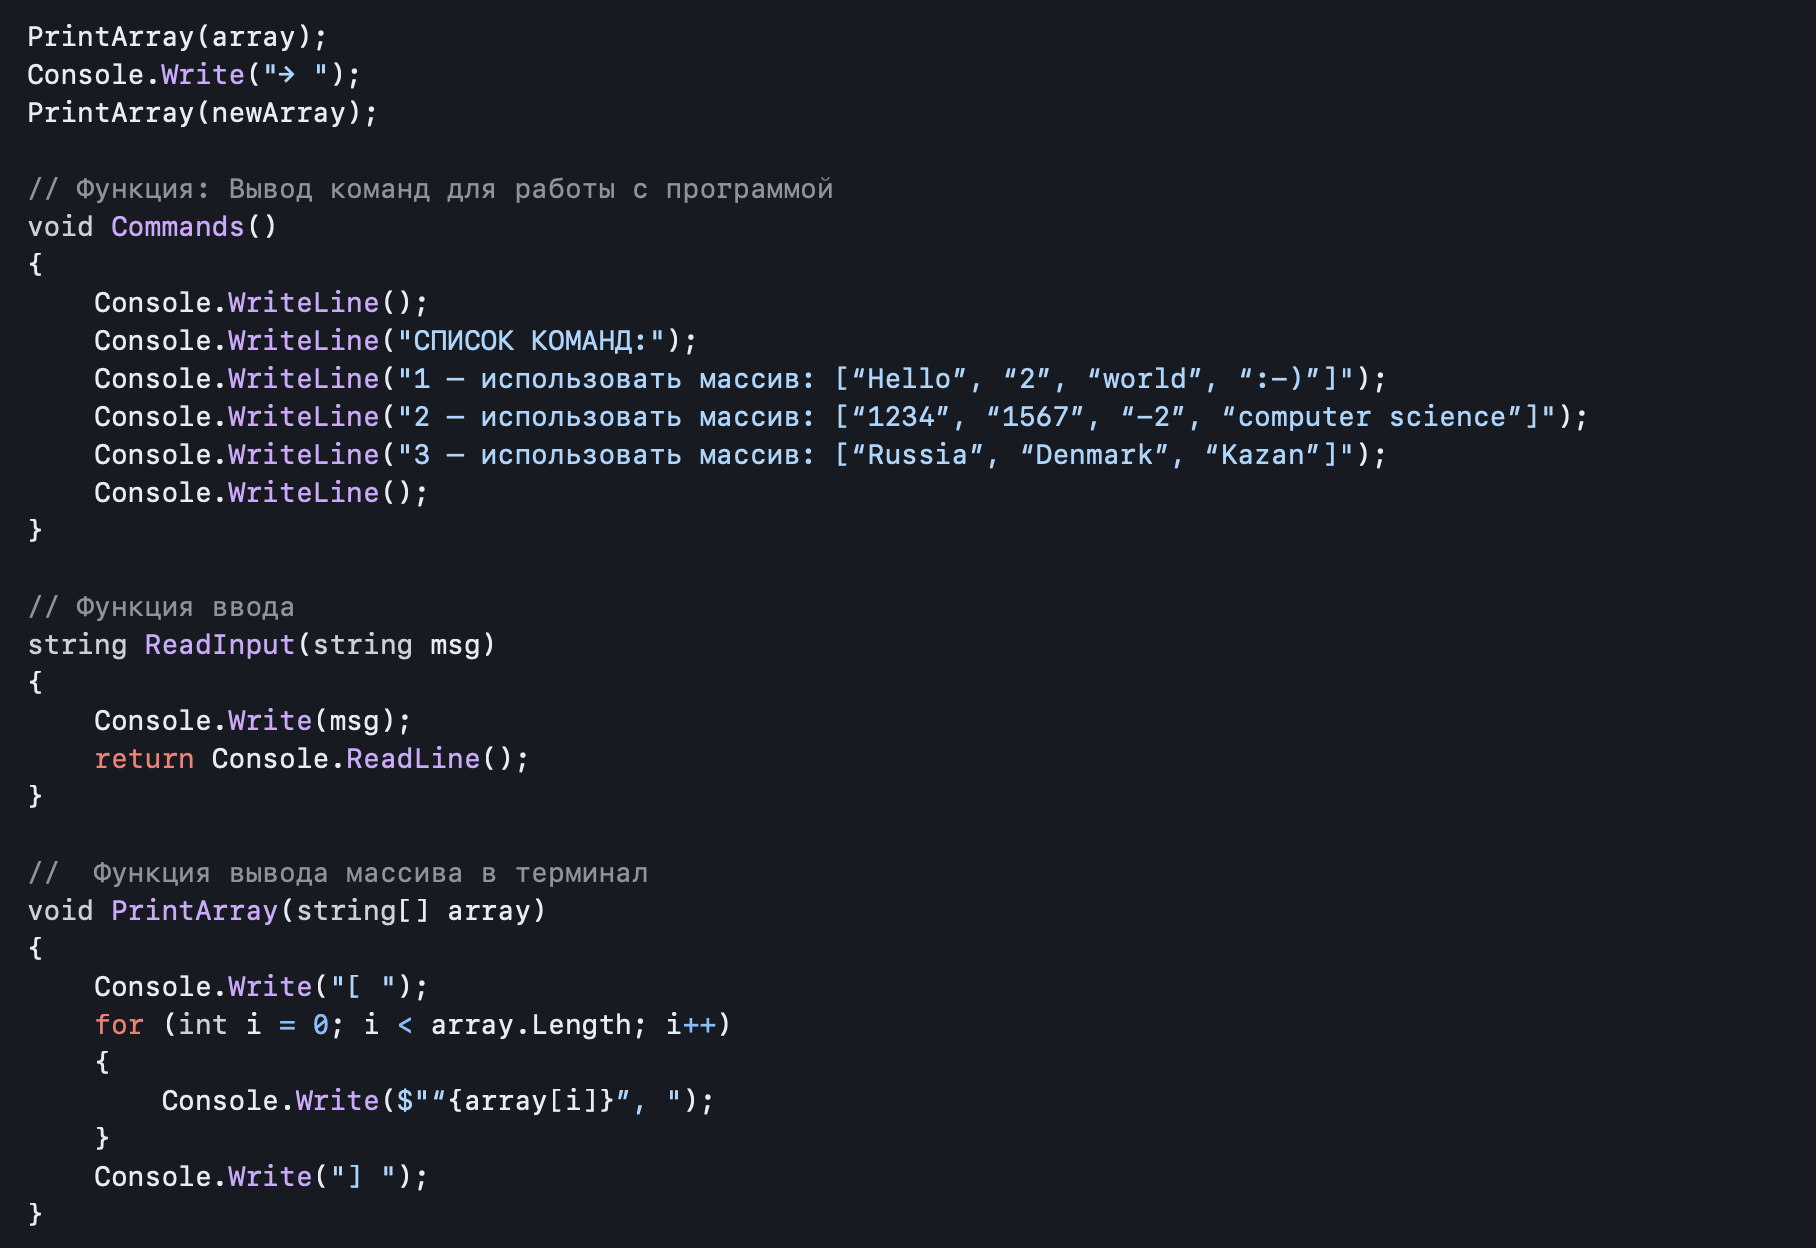 PrintArray(array);
Console.Write("→ ");
PrintArray(newArray);

// Функция: Вывод команд для работы с программой
void Commands()
{
    Console.WriteLine();
    Console.WriteLine("СПИСОК КОМАНД:");
    Console.WriteLine("1 – использовать массив: [“Hello”, “2”, “world”, “:-)”]");
    Console.WriteLine("2 – использовать массив: [“1234”, “1567”, “-2”, “computer science”]");
    Console.WriteLine("3 – использовать массив: [“Russia”, “Denmark”, “Kazan”]");
    Console.WriteLine();
}

// Функция ввода
string ReadInput(string msg)
{
    Console.Write(msg);
    return Console.ReadLine();
}

//  Функция вывода массива в терминал
void PrintArray(string[] array)
{
    Console.Write("[ ");
    for (int i = 0; i < array.Length; i++)
    {
        Console.Write($"“{array[i]}”, ");
    }
    Console.Write("] ");
}